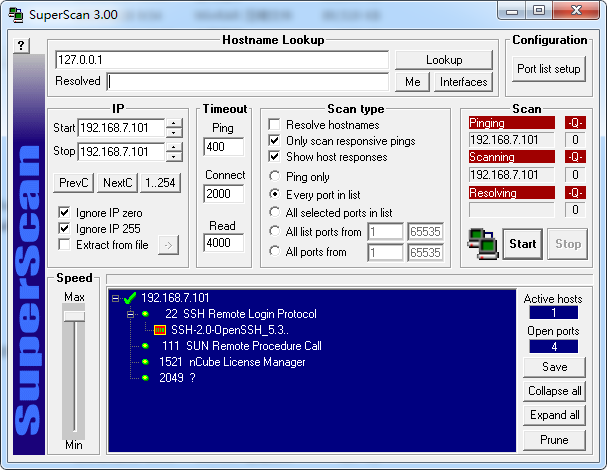 SuperScan 3.00
?
SuperScan
Hostname Lookup
127.0.0.1
Lookup
Resolved
Me
Interfaces
Configuration
Port list setup
IP
Start 192.168.7.101
Stop 192.168.7.101
PrevC NextC 1..254
Ignore IP zero
Ignore IP 255
Extract from file ->
Timeout
Ping
400
Connect
2000
Read
4000
Scan type
Resolve hostnames
Only scan responsive pings
Show host responses
Ping only
Every port in list
All selected ports in list
All list ports from 1 65535
All ports from 1 65535
Scan
Pinging -Q-
192.168.7.101 0
Scanning -Q-
192.168.7.101 0
Resolving -Q-
0
Start Stop
Speed
Max
Min
192.168.7.101
22 SSH Remote Login Protocol
SSH-2.0-OpenSSH_5.3..
111 SUN Remote Procedure Call
1521 nCube License Manager
2049 ?
Active hosts
1
Open ports
4
Save
Collapse all
Expand all
Prune